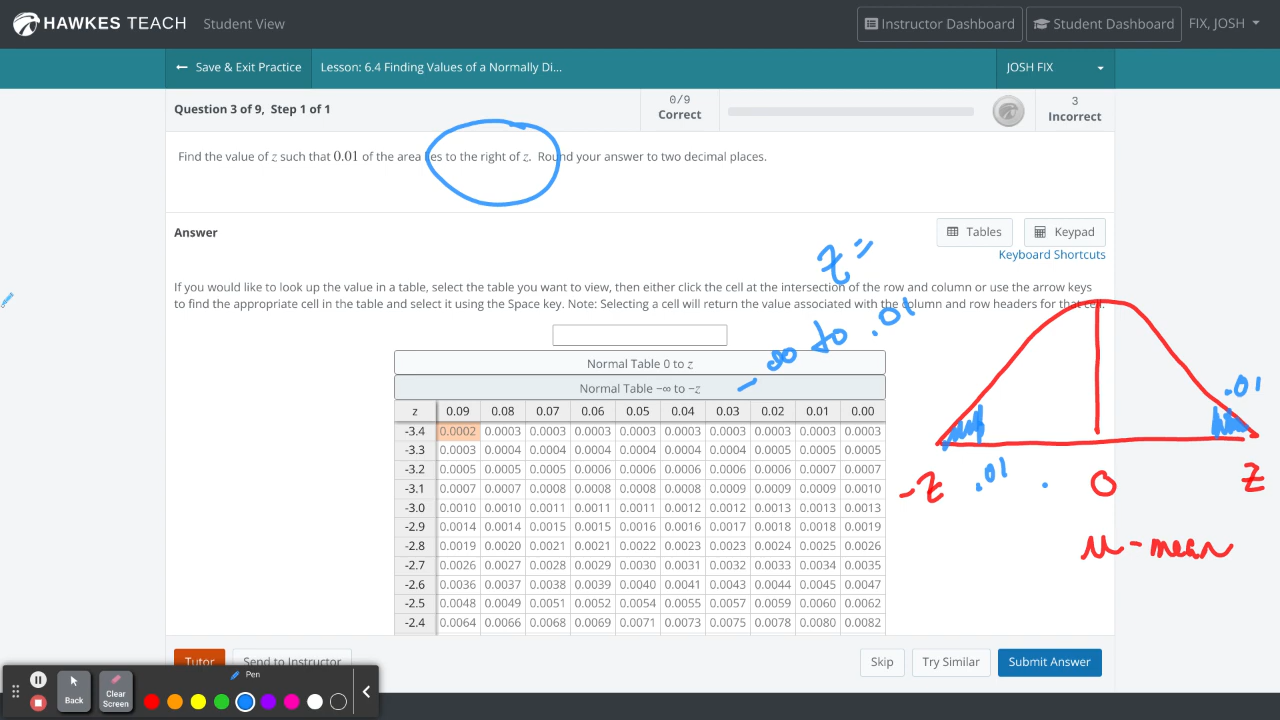 HAWKES TEACH Student View Instructor Dashboard Student Dashboard FIX, JOSH
← Save & Exit Practice Lesson: 6.4 Finding Values of a Normally Di... JOSH FIX
Question 3 of 9, Step 1 of 1 0/9 Correct 3 Incorrect
Find the value of z such that 0.01 of the area lies to the right of z. Round your answer to two decimal places.
Answer Tables Keypad
Keyboard Shortcuts
z=
If you would like to look up the value in a table, select the table you want to view, then either click the cell at the intersection of the row and column or use the arrow keys
to find the appropriate cell in the table and select it using the Space key. Note: Selecting a cell will return the value associated with the column and row headers for that cell.
-∞ to .01
Normal Table 0 to z
Normal Table −∞ to −z
z 0.09 0.08 0.07 0.06 0.05 0.04 0.03 0.02 0.01 0.00
-3.4 0.0002 0.0003 0.0003 0.0003 0.0003 0.0003 0.0003 0.0003 0.0003 0.0003
-3.3 0.0003 0.0004 0.0004 0.0004 0.0004 0.0004 0.0004 0.0005 0.0005 0.0005
-3.2 0.0005 0.0005 0.0005 0.0006 0.0006 0.0006 0.0006 0.0006 0.0007 0.0007
-3.1 0.0007 0.0007 0.0008 0.0008 0.0008 0.0008 0.0009 0.0009 0.0009 0.0010
-3.0 0.0010 0.0010 0.0011 0.0011 0.0011 0.0012 0.0012 0.0013 0.0013 0.0013
-2.9 0.0014 0.0014 0.0015 0.0015 0.0016 0.0016 0.0017 0.0018 0.0018 0.0019
-2.8 0.0019 0.0020 0.0021 0.0021 0.0022 0.0023 0.0023 0.0024 0.0025 0.0026
-2.7 0.0026 0.0027 0.0028 0.0029 0.0030 0.0031 0.0032 0.0033 0.0034 0.0035
-2.6 0.0036 0.0037 0.0038 0.0039 0.0040 0.0041 0.0043 0.0044 0.0045 0.0047
-2.5 0.0048 0.0049 0.0051 0.0052 0.0054 0.0055 0.0057 0.0059 0.0060 0.0062
-2.4 0.0064 0.0066 0.0068 0.0069 0.0071 0.0073 0.0075 0.0078 0.0080 0.0082
.01
.01
-z 0 z
μ - mean
Tutor Send to Instructor Skip Try Similar Submit Answer
Pen
Back Clear Screen